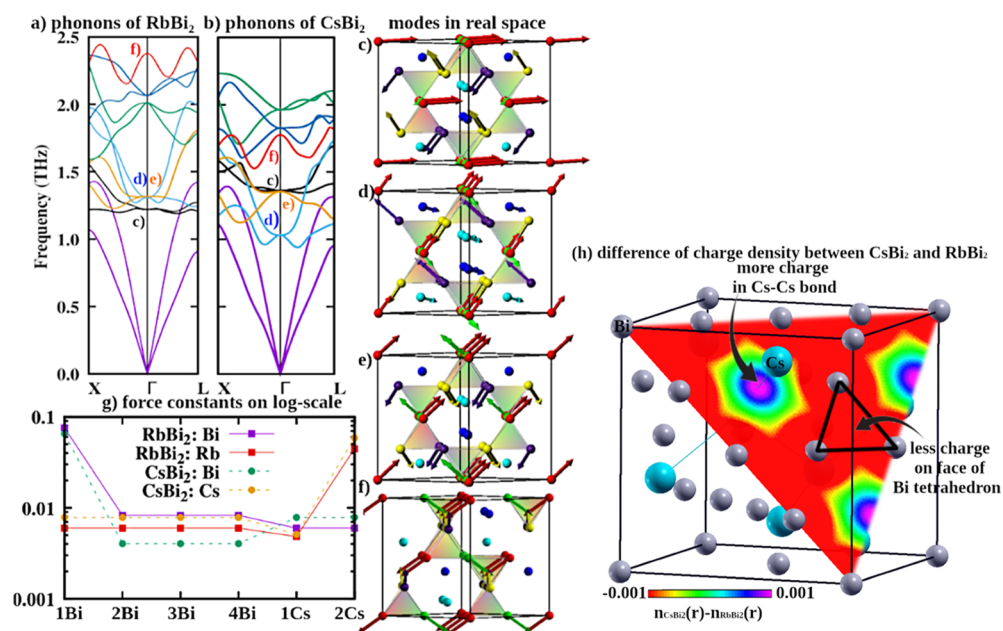 a) phonons of RbBi₂
b) phonons of CsBi₂
modes in real space
2.5
2.0
1.5
1.0
0.5
0.0
Frequency (THz)
f)
d)
e)
c)
X
Γ
L
f)
c)
e)
d)
X
Γ
L
c)
d)
e)
f)
g) force constants on log-scale
0.1
0.01
0.001
RbBi₂: Bi
RbBi₂: Rb
CsBi₂: Bi
CsBi₂: Cs
1Bi
2Bi
3Bi
4Bi
1Cs
2Cs
(h) difference of charge density between CsBi₂ and RbBi₂
more charge
in Cs-Cs bond
Bi
Cs
less charge
on face of
Bi tetrahedron
-0.001
0.001
nCsBi2(r)-nRbBi2(r)